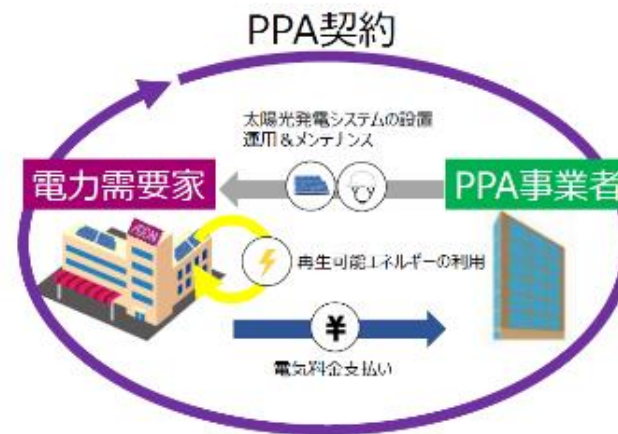 PPA契約
太陽光発電システムの設置
運用&メンテナンス
電力需要家
PPA事業者
再生可能エネルギーの利用
¥
電気料金支払い